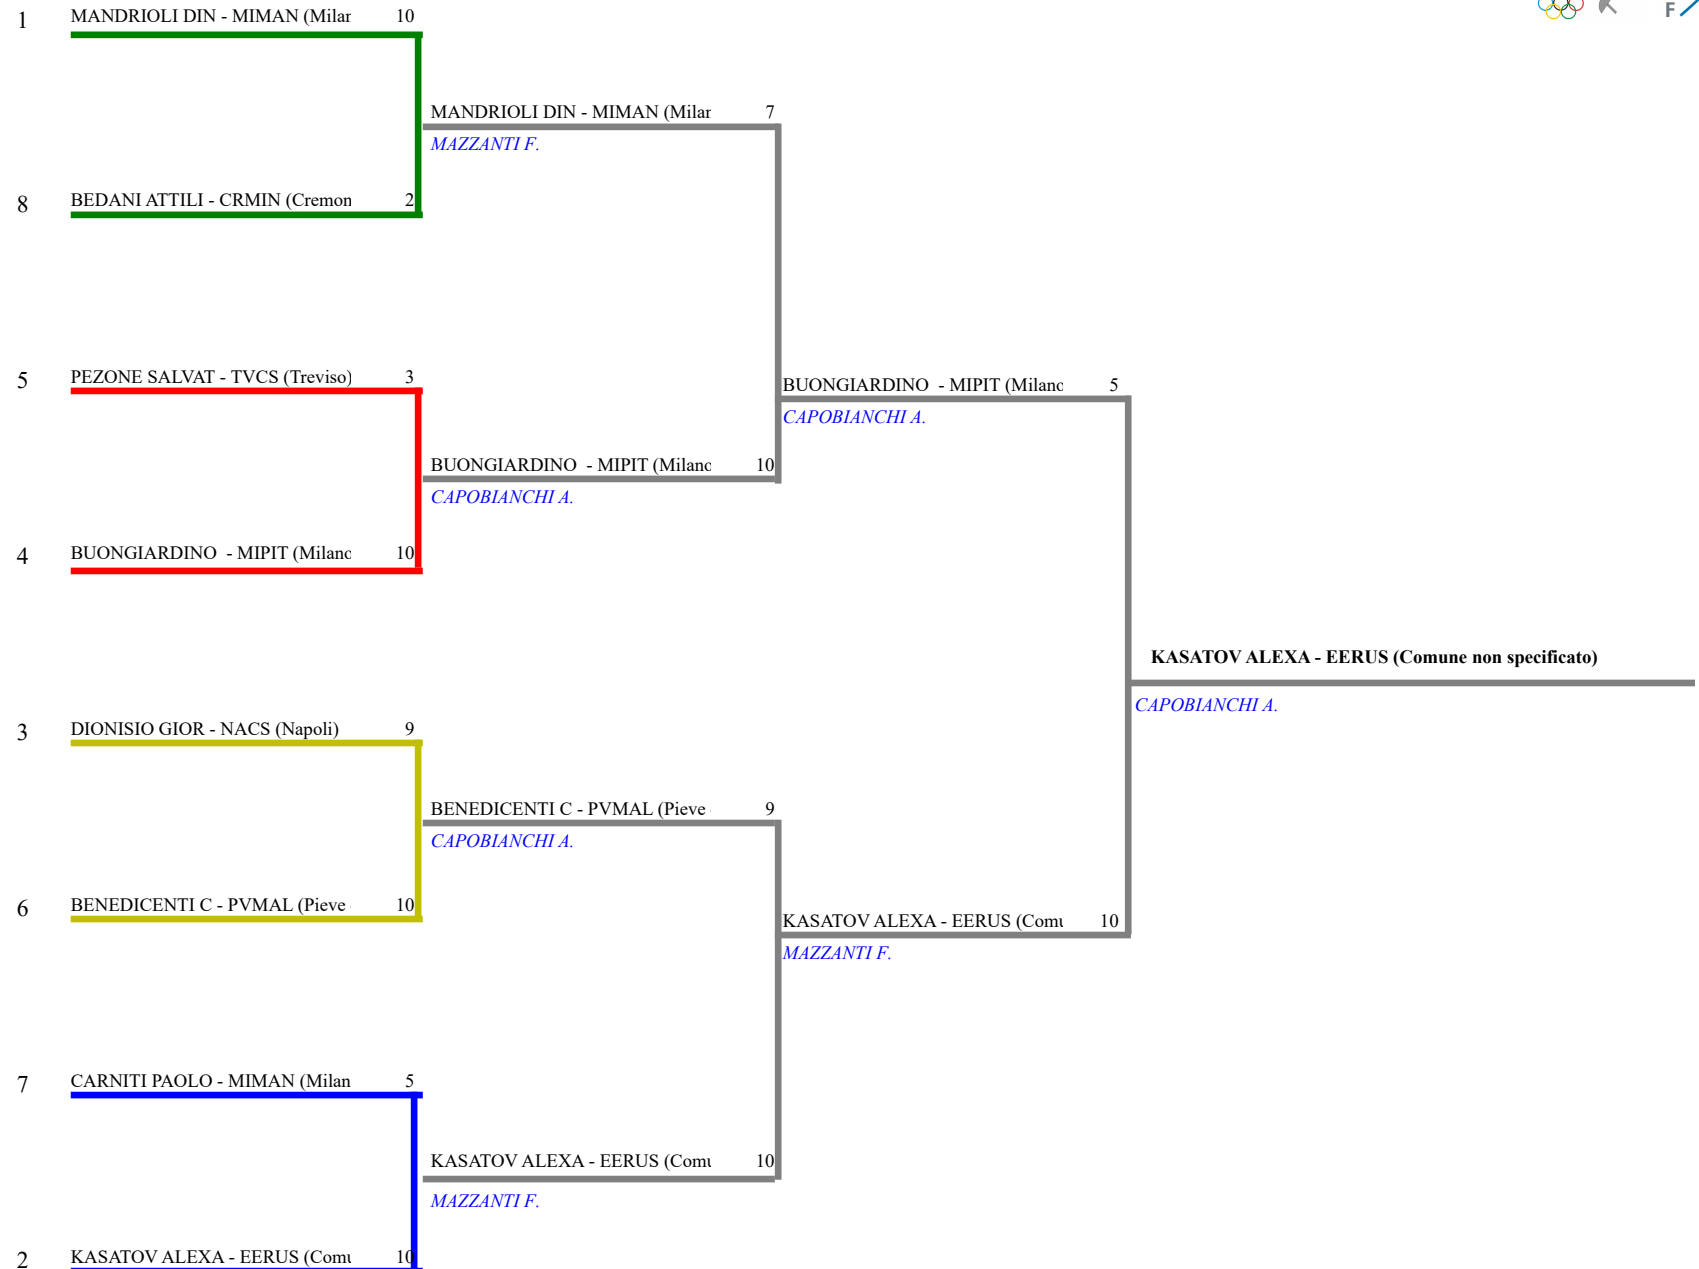 1 MANDRIOLI DIN - MIMAN (Milar 10
F
MANDRIOLI DIN - MIMAN (Milar 7
MAZZANTI F.
8 BEDANI ATTILI - CRMIN (Cremon 2
5 PEZONE SALVAT - TVCS (Treviso) 3
BUONGIARDINO - MIPIT (Milano 5
CAPOBIANCHI A.
BUONGIARDINO - MIPIT (Milano 10
CAPOBIANCHI A.
4 BUONGIARDINO - MIPIT (Milano 10
KASATOV ALEXA - EERUS (Comune non specificato)
CAPOBIANCHI A.
3 DIONISIO GIOR - NACS (Napoli) 9
BENEDICENTI C - PVMAL (Pieve 9
CAPOBIANCHI A.
6 BENEDICENTI C - PVMAL (Pieve 10
KASATOV ALEXA - EERUS (Comu 10
MAZZANTI F.
7 CARNITI PAOLO - MIMAN (Milan 5
KASATOV ALEXA - EERUS (Comu 10
MAZZANTI F.
2 KASATOV ALEXA - EERUS (Comu 10